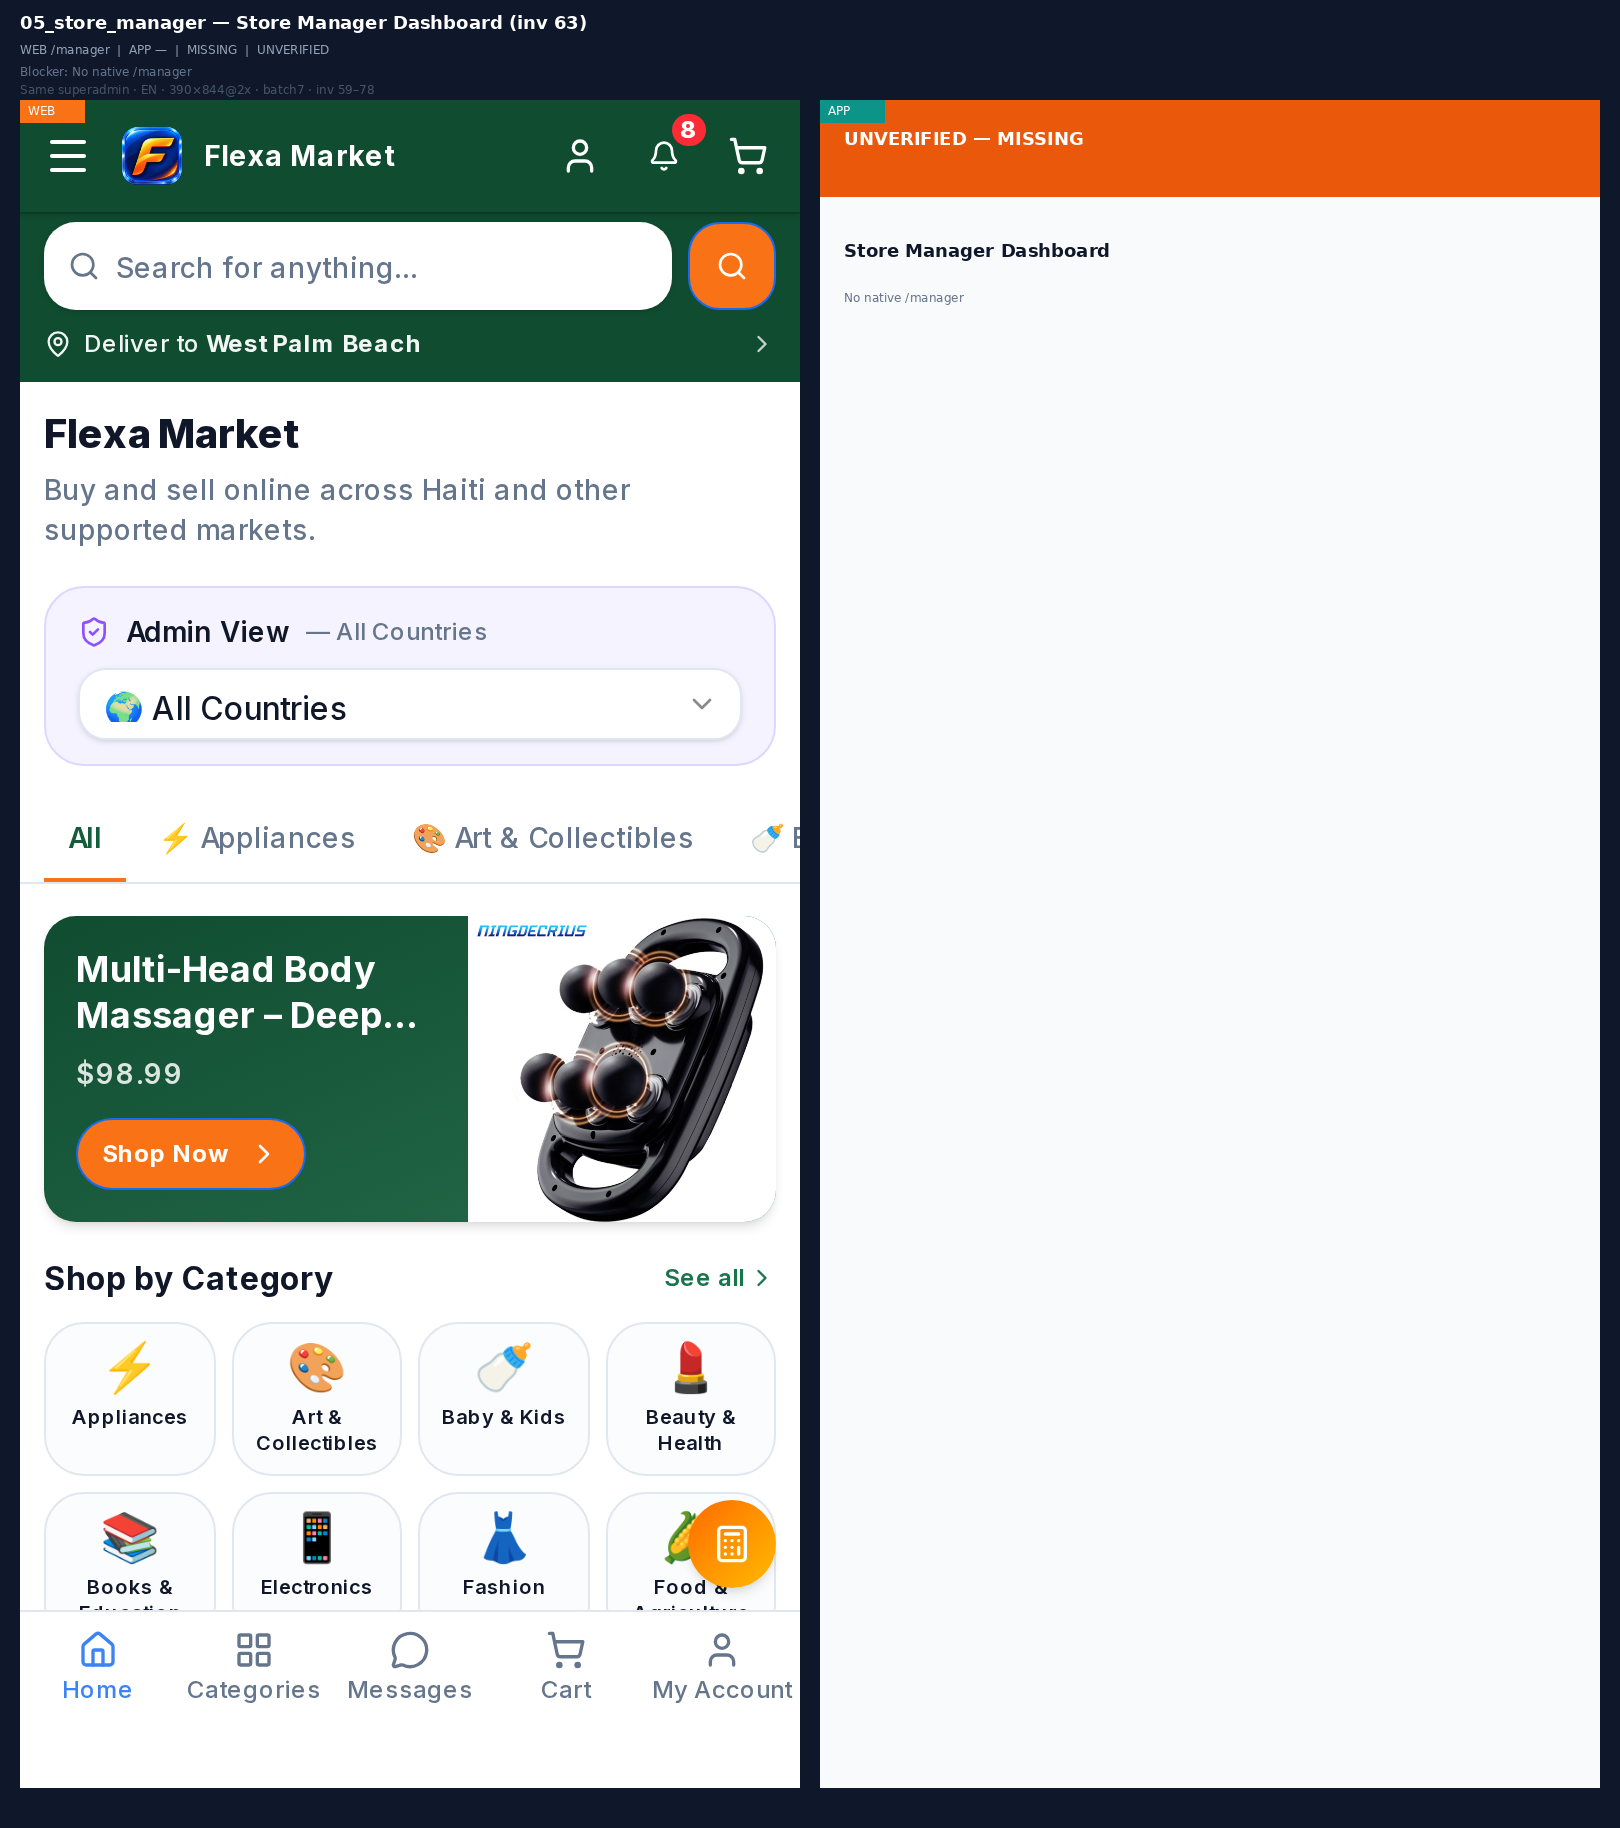 05_store_manager — Store Manager Dashboard (inv 63)
WEB /manager | APP — | MISSING | UNVERIFIED
Blocker: No native /manager
Same superadmin · EN · 390×844@2x · batch7 · inv 59–78
WEB
Flexa Market
8
Search for anything...
Deliver to West Palm Beach
Flexa Market
Buy and sell online across Haiti and other
supported markets.
Admin View — All Countries
All Countries
All
Appliances
Art & Collectibles
NINGDECRIUS
Multi-Head Body
Massager – Deep...
$98.99
Shop Now
Shop by Category
See all
Appliances
Art &
Collectibles
Baby & Kids
Beauty &
Health
Books &
Education
Electronics
Fashion
Food &
Agriculture
Home
Categories
Messages
Cart
My Account
APP
UNVERIFIED — MISSING
Store Manager Dashboard
No native /manager